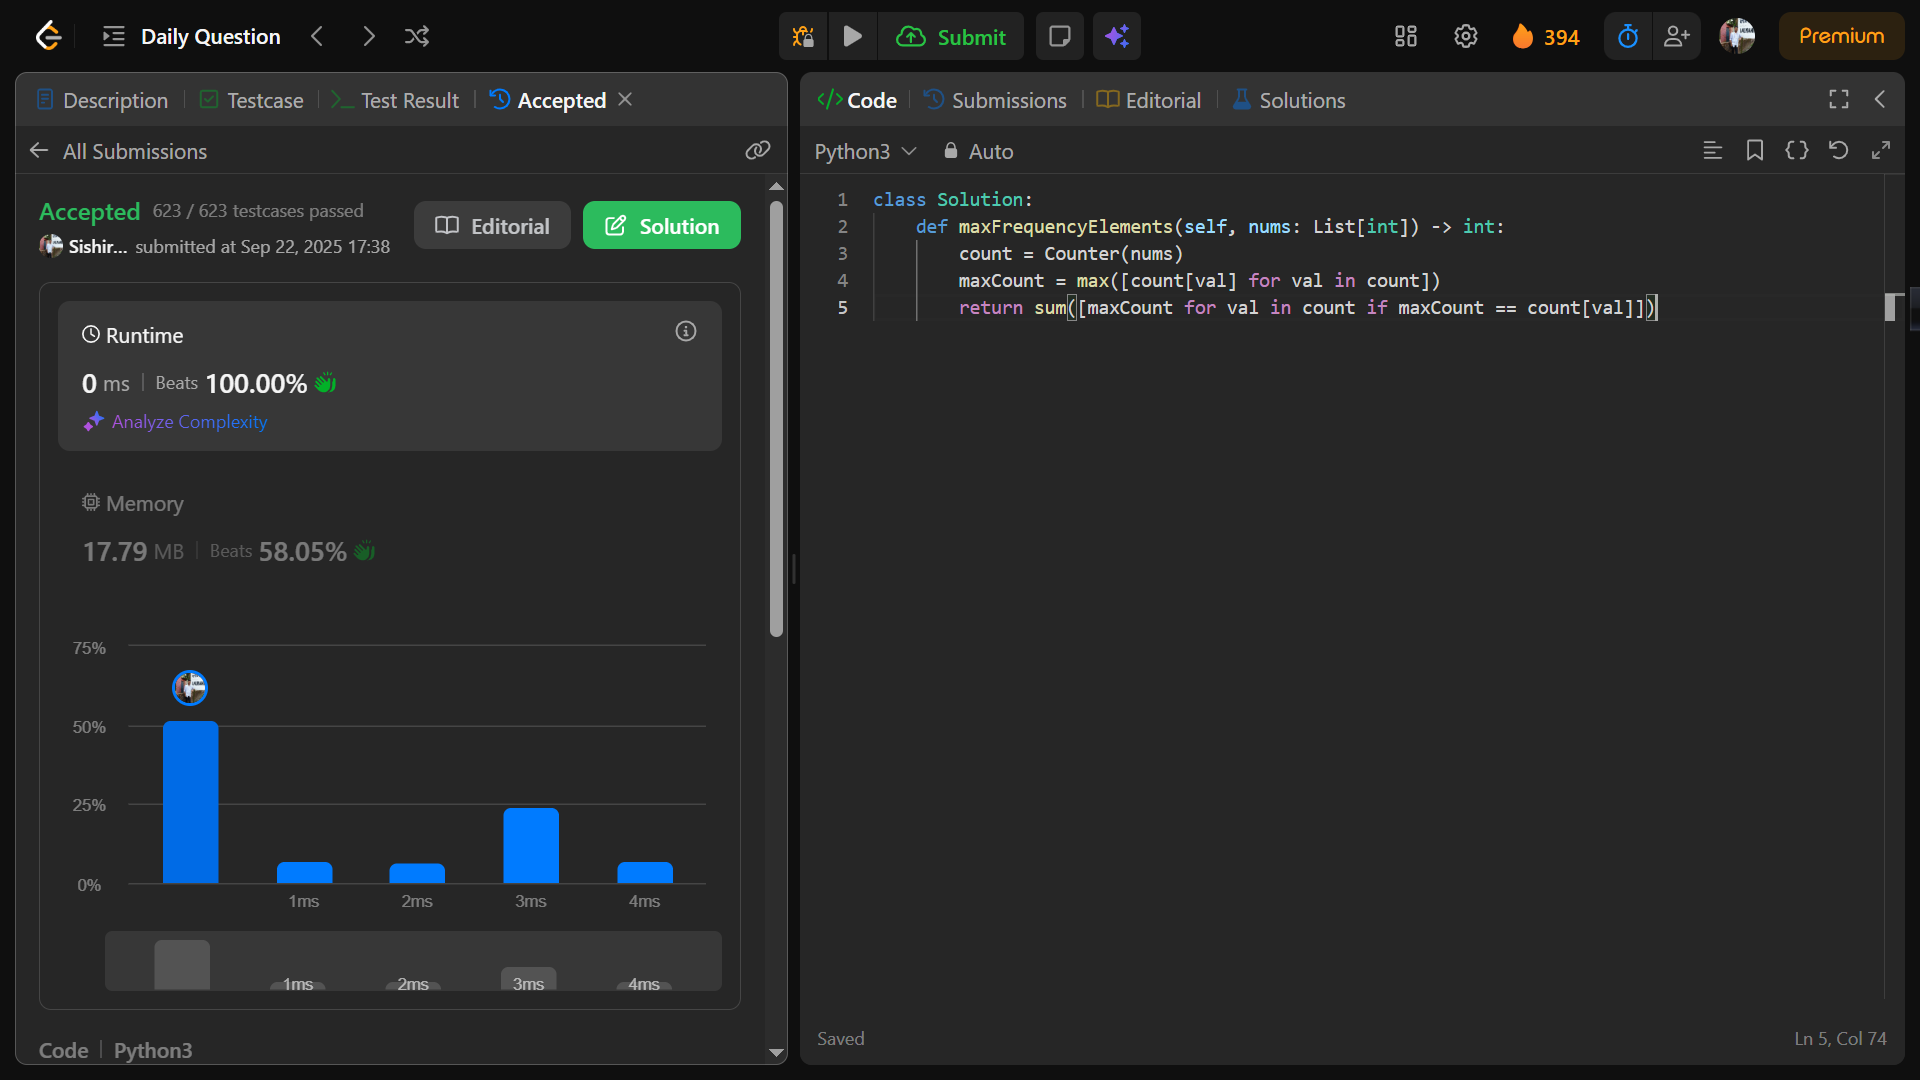 Daily Question
Submit
394
Premium
Description
Testcase
Test Result
Accepted
All Submissions
Accepted 623 / 623 testcases passed
Sishir... submitted at Sep 22, 2025 17:38
Editorial
Solution
Runtime
0 ms Beats 100.00%
Analyze Complexity
Memory
17.79 MB Beats 58.05%
75%
50%
25%
0%
1ms 2ms 3ms 4ms
1ms 2ms 3ms 4ms
Code Python3
</>Code
Submissions
Editorial
Solutions
Python3
Auto
1 class Solution:
2 def maxFrequencyElements(self, nums: List[int]) -> int:
3 count = Counter(nums)
4 maxCount = max([count[val] for val in count])
5 return sum([maxCount for val in count if maxCount == count[val]])
Saved
Ln 5, Col 74